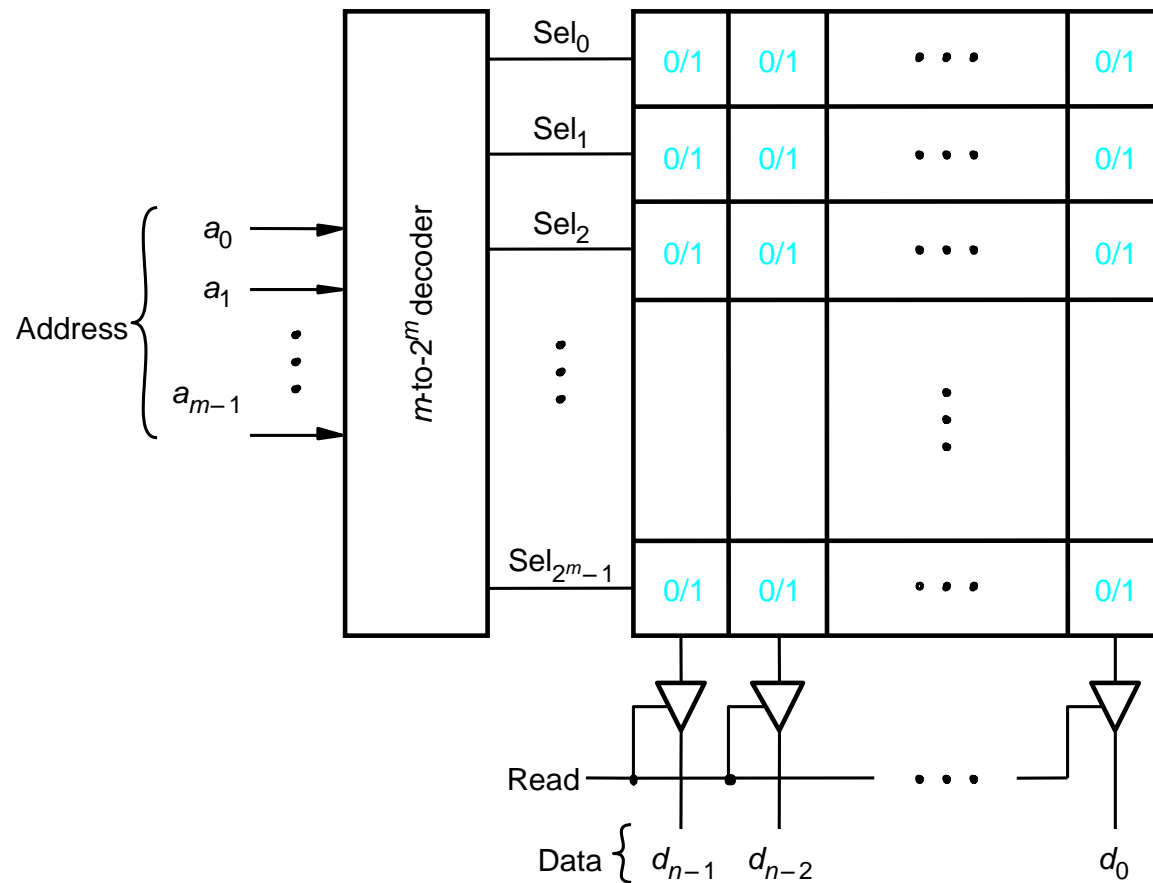 Sel₀
0/1 0/1 • • • 0/1
Sel₁
0/1 0/1 • • • 0/1
Sel₂
0/1 0/1 • • • 0/1
Address
a₀
a₁
aₘ₋₁
m-to-2ᵐ decoder
Sel₂ᵐ₋₁
0/1 0/1 • • • 0/1
Read • • •
Data { dₙ₋₁ dₙ₋₂ d₀